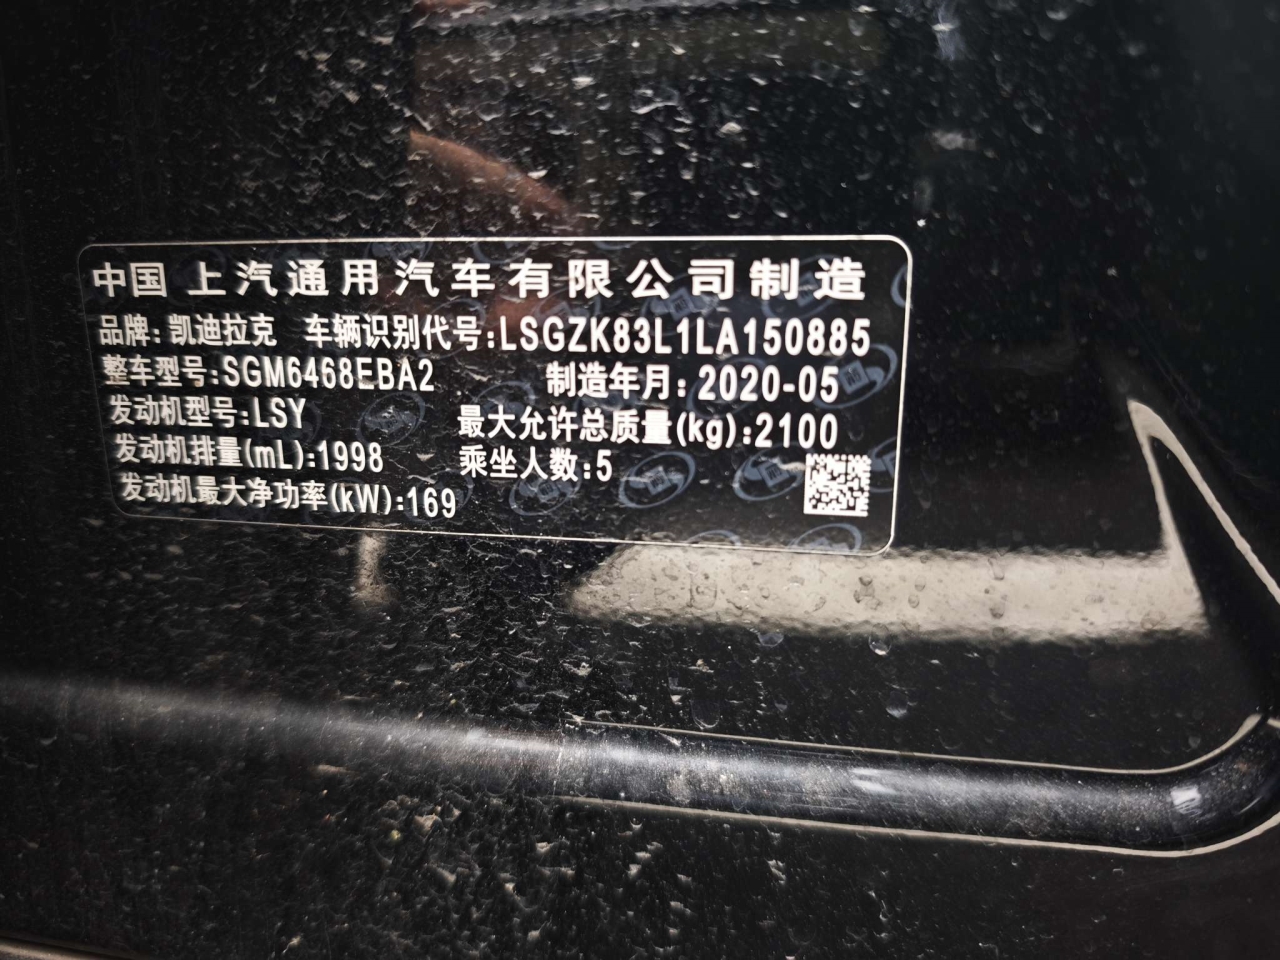 中国 上汽通用汽车有限公司制造
品牌:凯迪拉克 车辆识别代号:LSGZK83L1LA150885
整车型号:SGM6468EBA2 制造年月:2020-05
发动机型号:LSY 最大允许总质量(kg):2100
发动机排量(mL):1998 乘坐人数:5
发动机最大净功率(kW):169